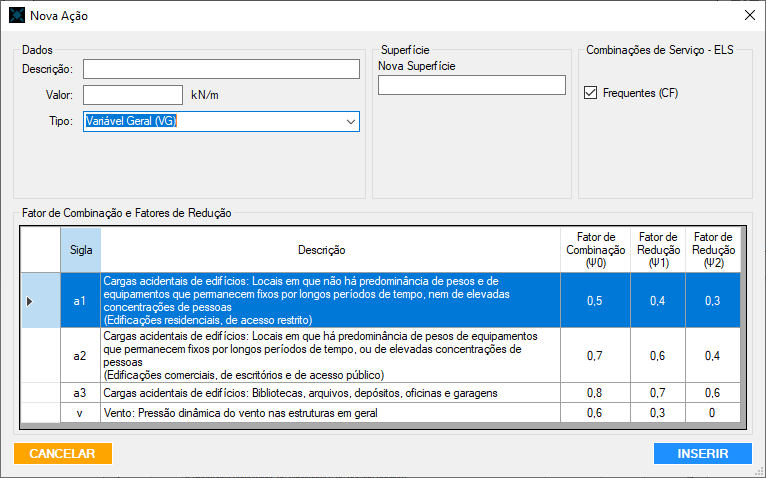 Nova Ação
Dados
Descrição:
Valor:
kN/m
Tipo:
Variável Geral (VG)
Superfície
Nova Superfície
Combinações de Serviço - ELS
Frequentes (CF)
Fator de Combinação e Fatores de Redução
Sigla
Descrição
Fator de
Combinação
(Ψ0)
Fator de
Redução
(Ψ1)
Fator de
Redução
(Ψ2)
a1
Cargas acidentais de edifícios: Locais em que não há predominância de pesos e de
equipamentos que permanecem fixos por longos períodos de tempo, nem de elevadas
concentrações de pessoas
(Edificações residenciais, de acesso restrito)
0,5
0,4
0,3
a2
Cargas acidentais de edifícios: Locais em que há predominância de pesos de equipamentos
que permanecem fixos por longos períodos de tempo, ou de elevadas concentrações de
pessoas
(Edificações comerciais, de escritórios e de acesso público)
0,7
0,6
0,4
a3
Cargas acidentais de edifícios: Bibliotecas, arquivos, depósitos, oficinas e garagens
0,8
0,7
0,6
v
Vento: Pressão dinâmica do vento nas estruturas em geral
0,6
0,3
0
CANCELAR
INSERIR